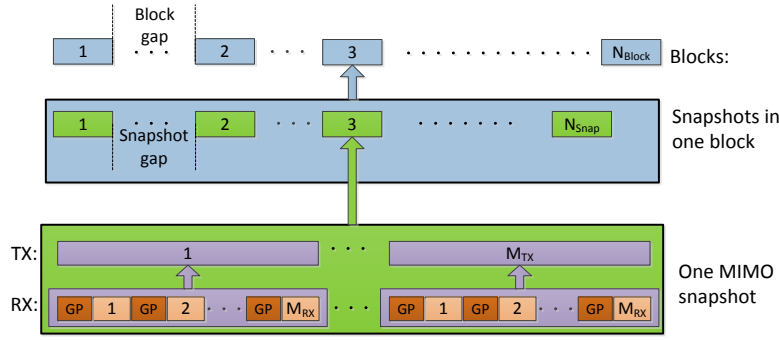 Block
gap
1 . . . 2 . . . 3 . . . . . . . . . . . . . N_Block Blocks:
1 . . . 2 . . . 3 . . . . . . . N_Snap
Snapshot
gap
Snapshots in
one block
TX: 1 . . . M_TX
RX: GP 1 GP 2 . . . GP M_RX . . . GP 1 GP 2 . . . GP M_RX
One MIMO
snapshot